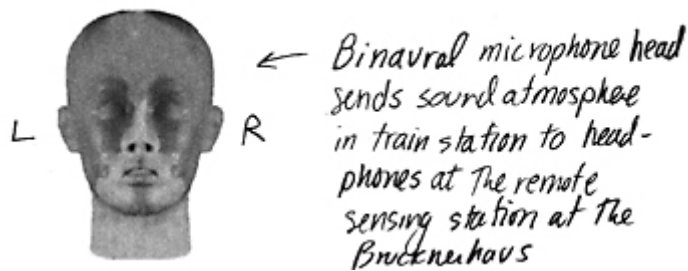 L
R
Binaural microphone head
sends sound atmosphee
in train station to head-
phones at the remote
sensing station at the
Brucknerhaus